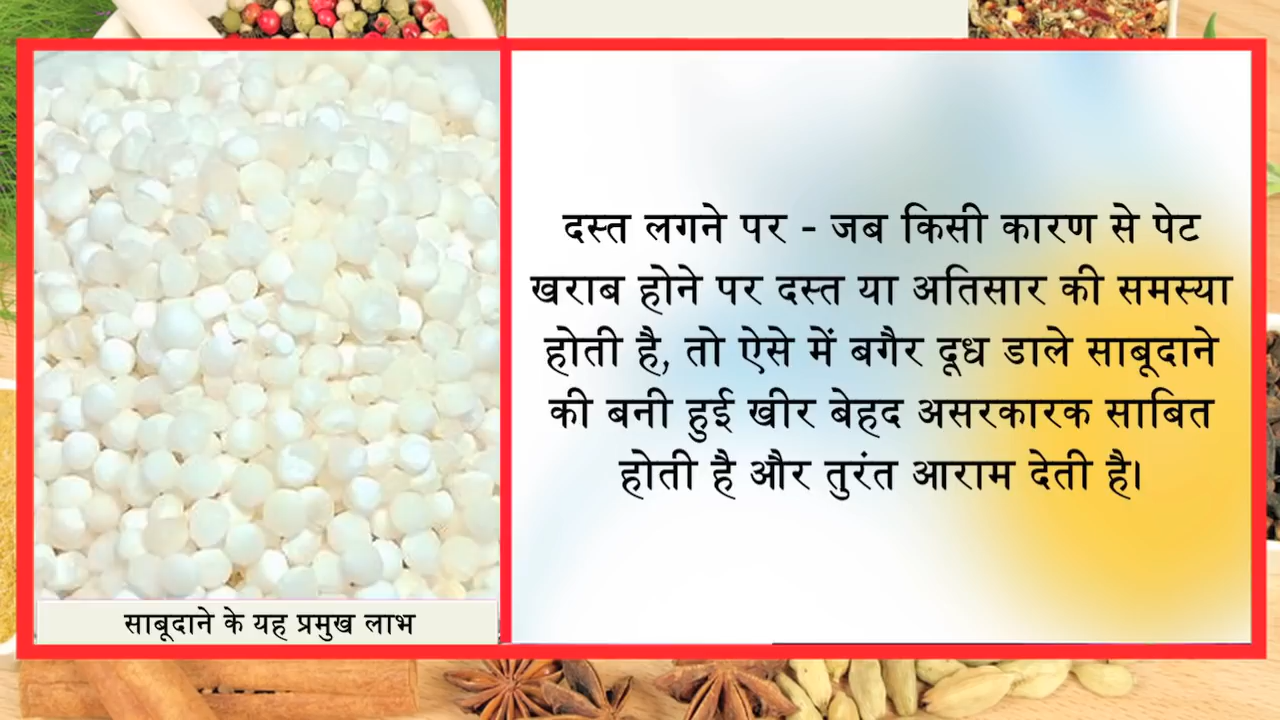 दस्त लगने पर - जब किसी कारण से पेट
खराब होने पर दस्त या अतिसार की समस्या
होती है, तो ऐसे में बगैर दूध डाले साबूदाने
की बनी हुई खीर बेहद असरकारक साबित
होती है और तुरंत आराम देती है।
साबूदाने के यह प्रमुख लाभ